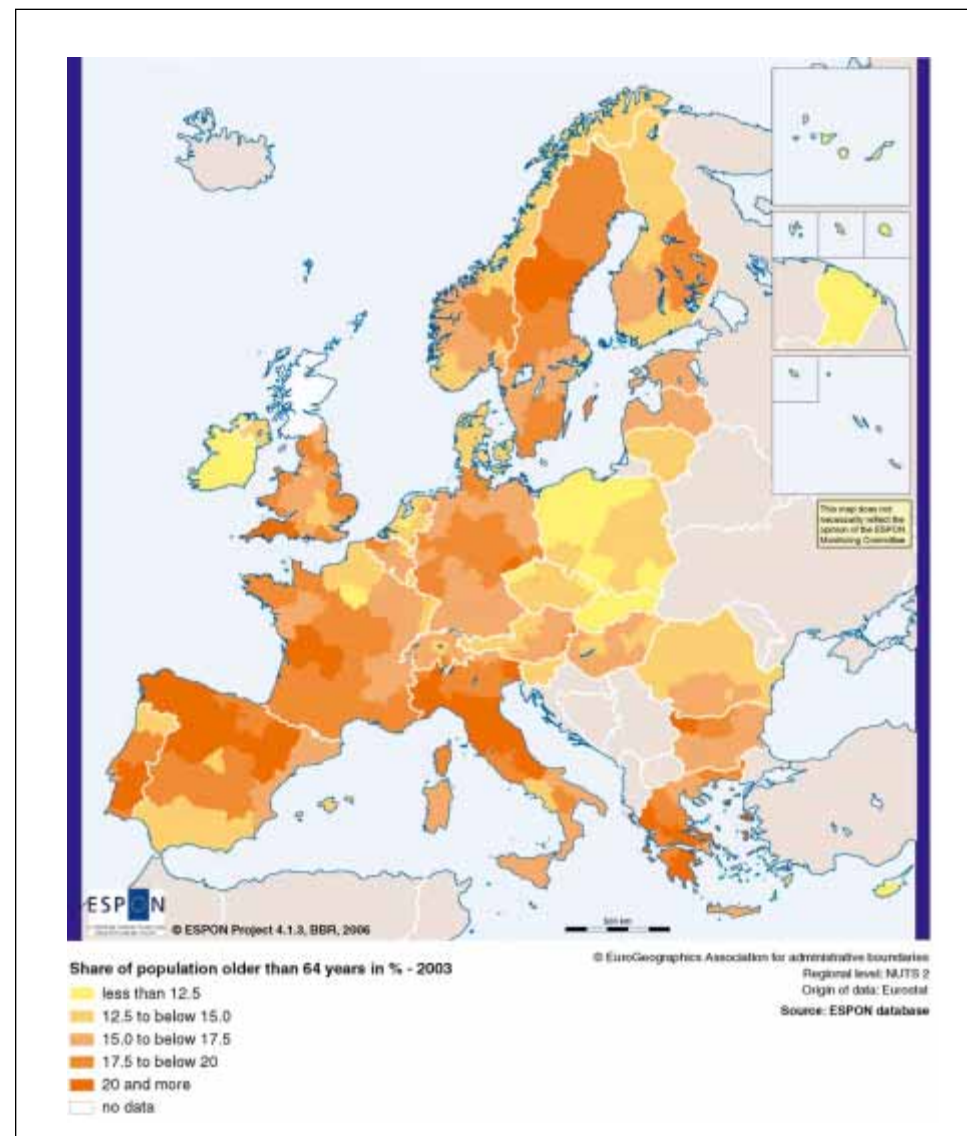 This map does not
necessarily reflect the
opinion of the ESPON
Monitoring Committee
ESPON
© ESPON Project 4.1.3, BBR, 2006
500 km
Share of population older than 64 years in % - 2003
less than 12.5
12.5 to below 15.0
15.0 to below 17.5
17.5 to below 20
20 and more
no data
© EuroGeographics Association for administrative boundaries
Regional level: NUTS 2
Origin of data: Eurostat
Source: ESPON database